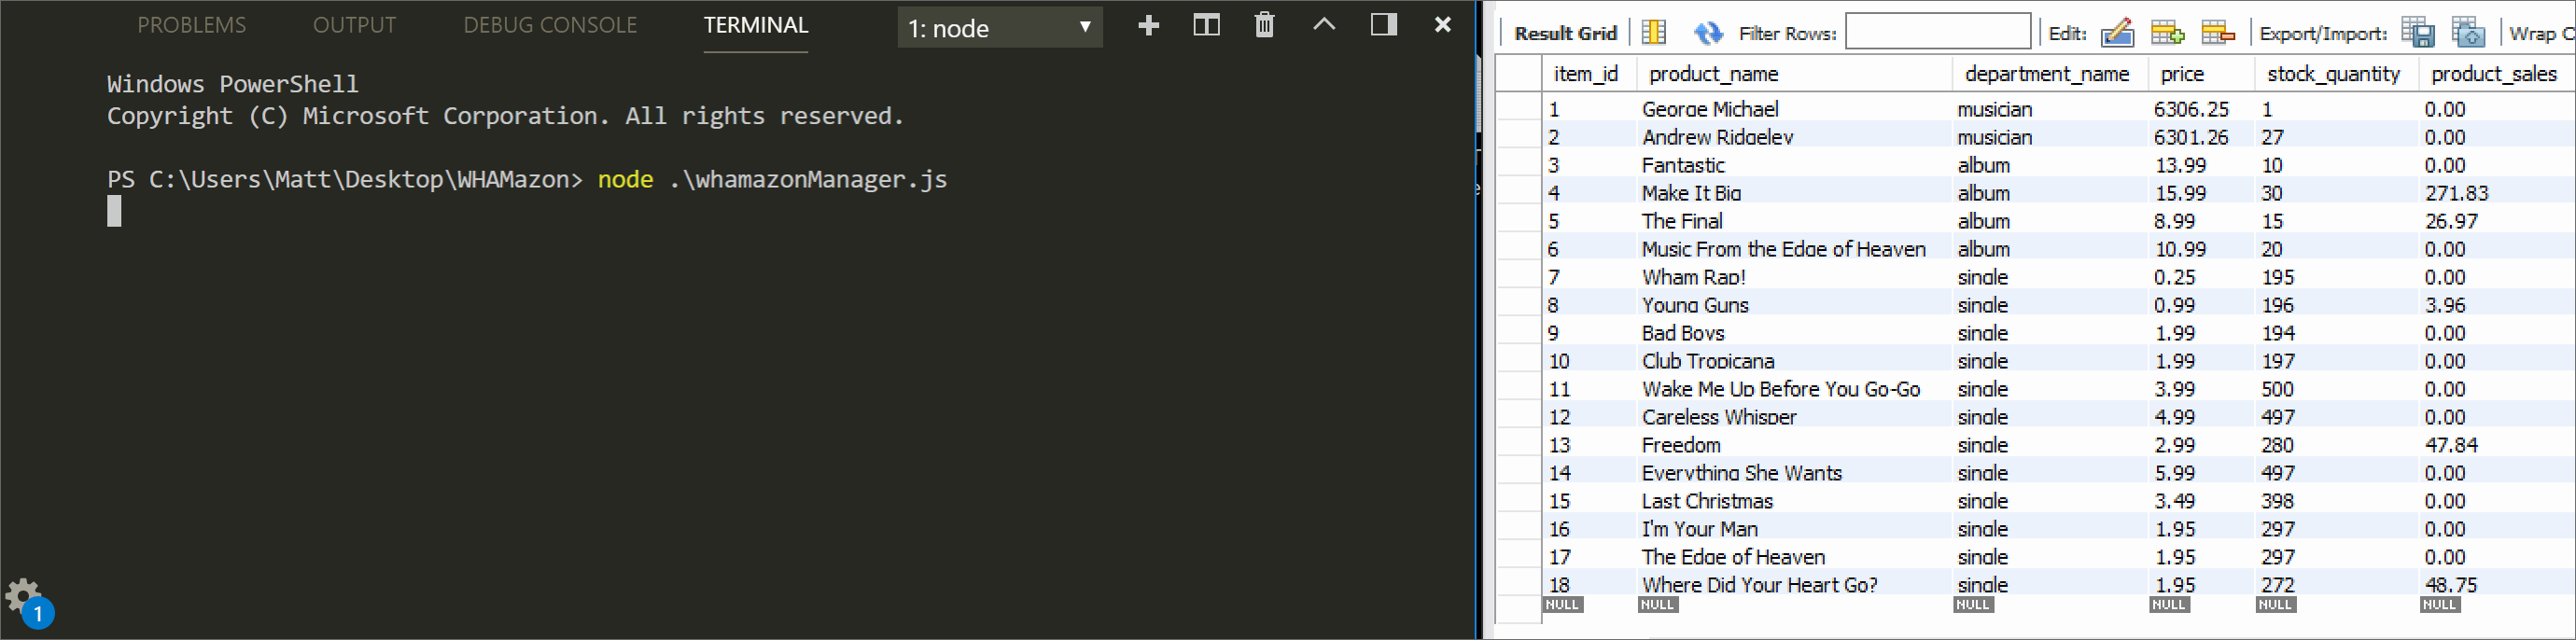 PROBLEMS OUTPUT DEBUG CONSOLE TERMINAL 1: node
Windows PowerShell
Copyright (C) Microsoft Corporation. All rights reserved.
PS C:\Users\Matt\Desktop\WHAMazon> node .\whamazonManager.js
1
Result Grid Filter Rows: Edit: Export/Import: Wrap C
item_id product_name department_name price stock_quantity product_sales
1 George Michael musician 6306.25 1 0.00
2 Andrew Ridgeley musician 6301.26 27 0.00
3 Fantastic album 13.99 10 0.00
4 Make It Big album 15.99 30 271.83
5 The Final album 8.99 15 26.97
6 Music From the Edge of Heaven album 10.99 20 0.00
7 Wham Rap! single 0.25 195 0.00
8 Young Guns single 0.99 196 3.96
9 Bad Boys single 1.99 194 0.00
10 Club Tropicana single 1.99 197 0.00
11 Wake Me Up Before You Go-Go single 3.99 500 0.00
12 Careless Whisper single 4.99 497 0.00
13 Freedom single 2.99 280 47.84
14 Everything She Wants single 5.99 497 0.00
15 Last Christmas single 3.49 398 0.00
16 I'm Your Man single 1.95 297 0.00
17 The Edge of Heaven single 1.95 297 0.00
18 Where Did Your Heart Go? single 1.95 272 48.75
NULL NULL NULL NULL NULL NULL